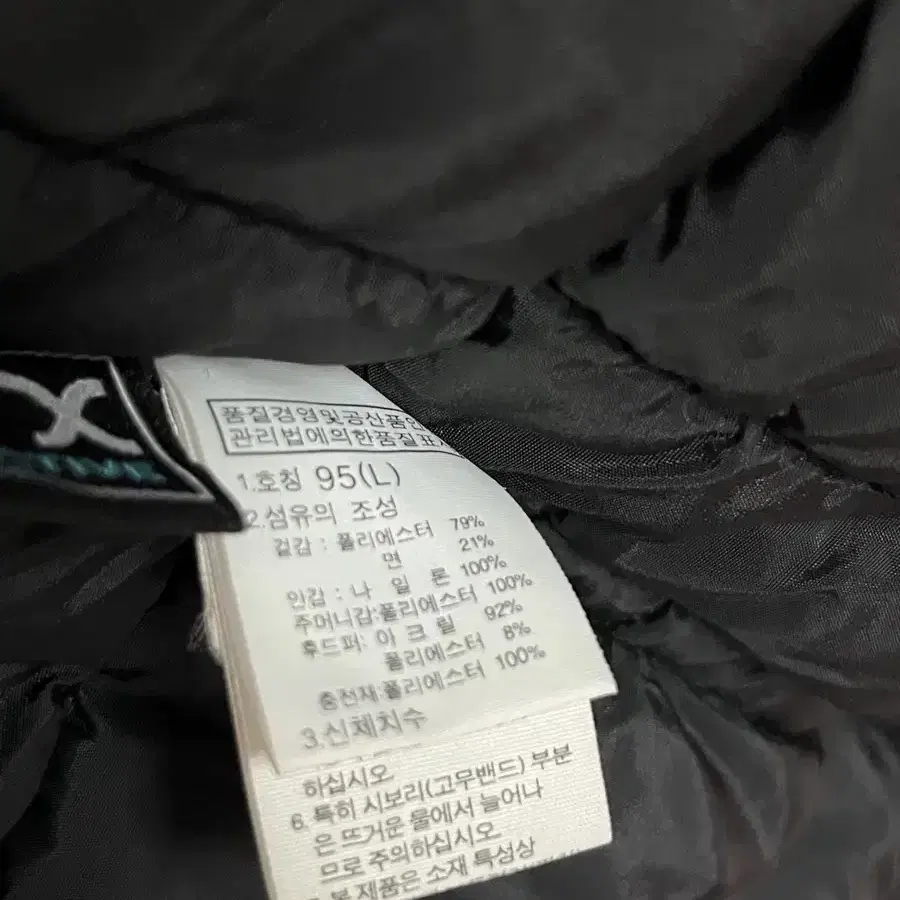 품질경영및공산품안
관리법에의한품질표시
1.호칭 95(L)
2.섬유의 조성
겉감 : 폴리에스터 79%
면 21%
안감 : 나 일 론 100%
주머니감:폴리에스터 100%
후드퍼: 아 크 릴 92%
폴리에스터 8%
충전재:폴리에스터 100%
3.신체치수
하십시오
6. 특히 시보리(고무밴드) 부분
은 뜨거운 물에서 늘어나
므로 주의하십시오
본 제품은 소재 특성상